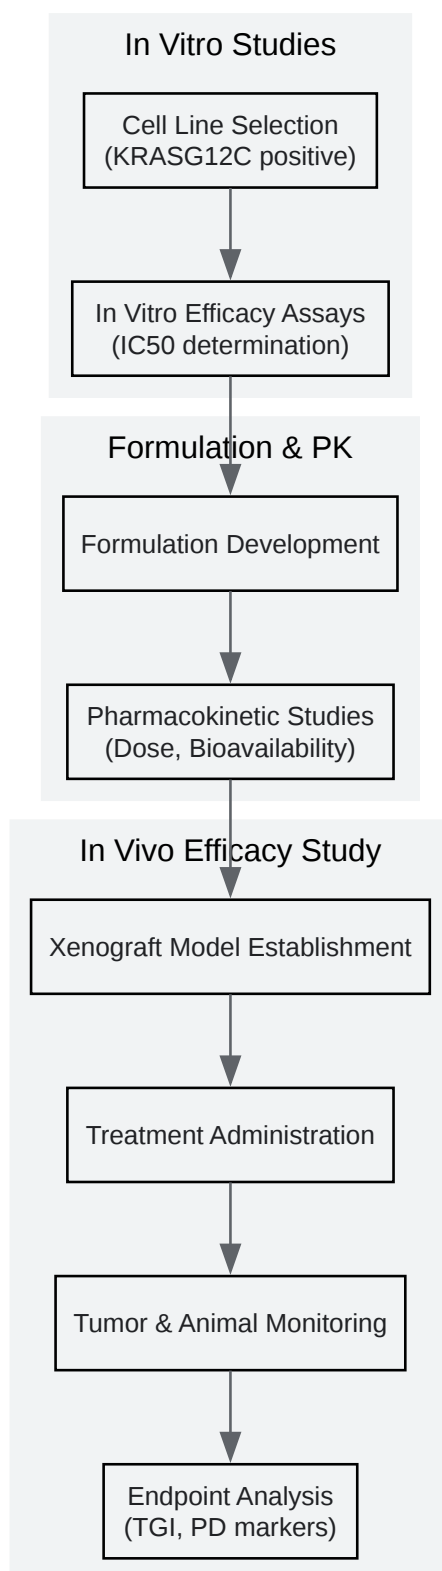 In Vitro Studies
Cell Line Selection
(KRASG12C positive)
In Vitro Efficacy Assays
(IC50 determination)
Formulation & PK
Formulation Development
Pharmacokinetic Studies
(Dose, Bioavailability)
In Vivo Efficacy Study
Xenograft Model Establishment
Treatment Administration
Tumor & Animal Monitoring
Endpoint Analysis
(TGI, PD markers)